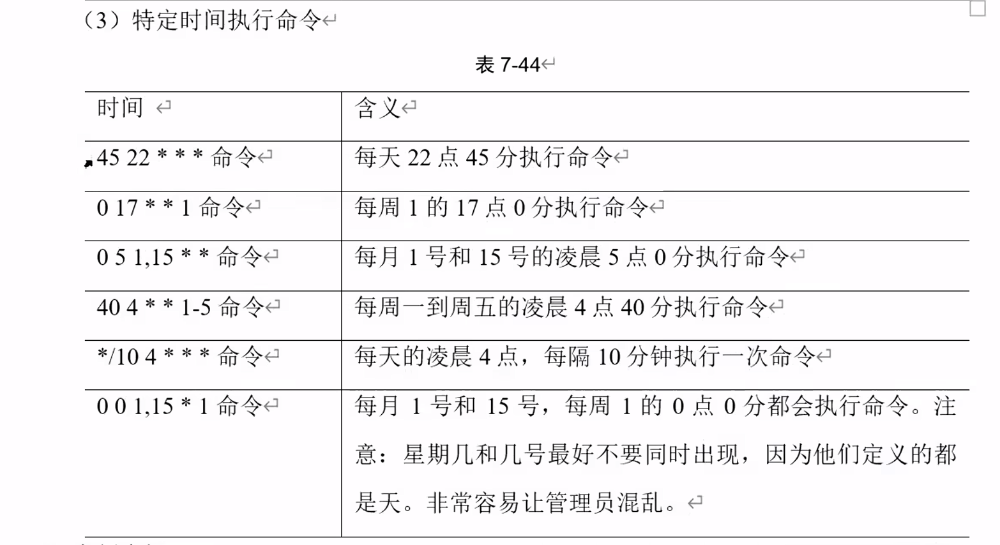 （3）特定时间执行命令↵
表 7-44↵
时间 ↵
含义↵
45 22 * * * 命令↵
每天 22 点 45 分执行命令↵
0 17 * * 1 命令↵
每周 1 的 17 点 0 分执行命令↵
0 5 1,15 * * 命令↵
每月 1 号和 15 号的凌晨 5 点 0 分执行命令↵
40 4 * * 1-5 命令↵
每周一到周五的凌晨 4 点 40 分执行命令↵
*/10 4 * * * 命令↵
每天的凌晨 4 点，每隔 10 分钟执行一次命令↵
0 0 1,15 * 1 命令↵
每月 1 号和 15 号，每周 1 的 0 点 0 分都会执行命令。注
意：星期几和几号最好不要同时出现，因为他们定义的都
是天。非常容易让管理员混乱。↵